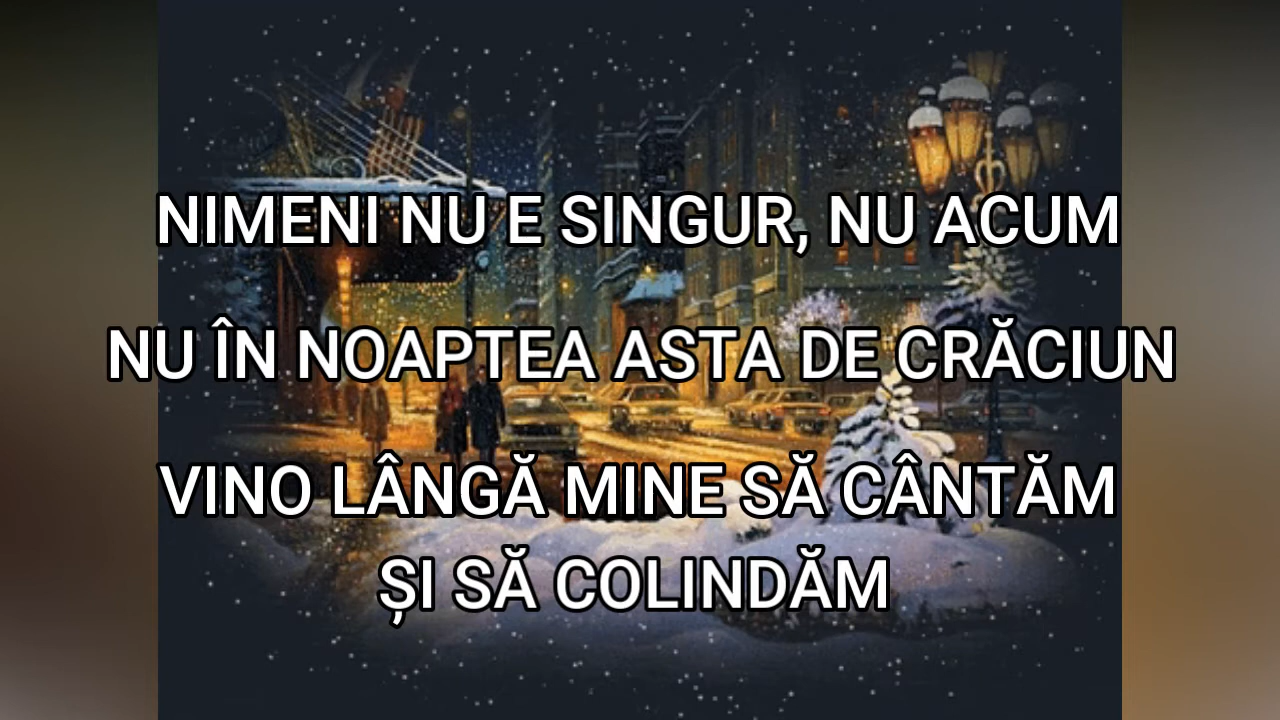 NIMENI NU E SINGUR, NU ACUM
NU ÎN NOAPTEA ASTA DE CRĂCIUN
VINO LÂNGĂ MINE SĂ CÂNTĂM
ȘI SĂ COLINDĂM